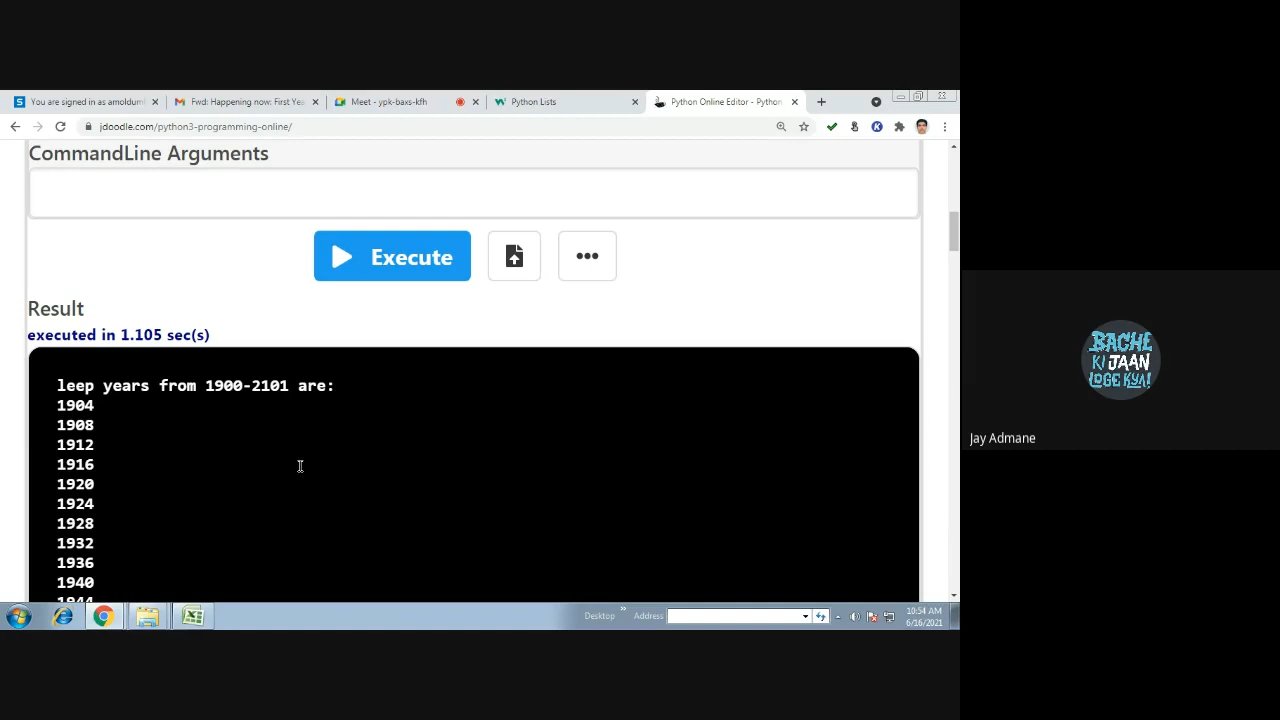 You are signed in as amoldumb
Fwd: Happening now: First Yea
Meet - ypk-baxs-kfh
Python Lists
Python Online Editor - Python
jdoodle.com/python3-programming-online/
CommandLine Arguments
Execute
Result
executed in 1.105 sec(s)
leep years from 1900-2101 are:
1904
1908
1912
1916
1920
1924
1928
1932
1936
1940
1944
BACHE
KI JAAN
LOGE KYA!
Jay Admane
Desktop
Address
10:54 AM
6/16/2021